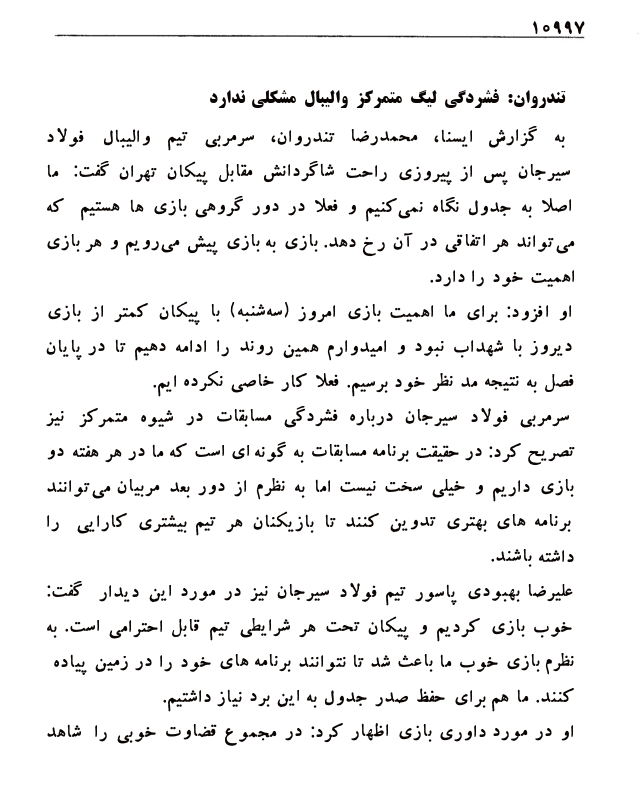 ۱۰۹۹۷
تندروان: فشردگی لیگ متمرکز والیبال مشکلی ندارد
به گزارش ایسنا، محمدرضا تندروان، سرمربی تیم والیبال فولاد
سیرجان پس از پیروزی راحت شاگردانش مقابل پیکان تهران گفت: ما
اصلا به جدول نگاه نمی‌کنیم و فعلا در دور گروهی بازی ها هستیم که
می‌تواند هر اتفاقی در آن رخ دهد. بازی به بازی پیش می‌رویم و هر بازی
اهمیت خود را دارد.
او افزود: برای ما اهمیت بازی امروز (سه‌شنبه) با پیکان کمتر از بازی
دیروز با شهداب نبود و امیدوارم همین روند را ادامه دهیم تا در پایان
فصل به نتیجه مد نظر خود برسیم. فعلا کار خاصی نکرده ایم.
سرمربی فولاد سیرجان درباره فشردگی مسابقات در شیوه متمرکز نیز
تصریح کرد: در حقیقت برنامه مسابقات به گونه ای است که ما در هر هفته دو
بازی داریم و خیلی سخت نیست اما به نظرم از دور بعد مربیان می‌توانند
برنامه های بهتری تدوین کنند تا بازیکنان هر تیم بیشتری کارایی را
داشته باشند.
علیرضا بهبودی پاسور تیم فولاد سیرجان نیز در مورد این دیدار گفت:
خوب بازی کردیم و پیکان تحت هر شرایطی تیم قابل احترامی است. به
نظرم بازی خوب ما باعث شد تا نتوانند برنامه های خود را در زمین پیاده
کنند. ما هم برای حفظ صدر جدول به این برد نیاز داشتیم.
او در مورد داوری بازی اظهار کرد: در مجموع قضاوت خوبی را شاهد